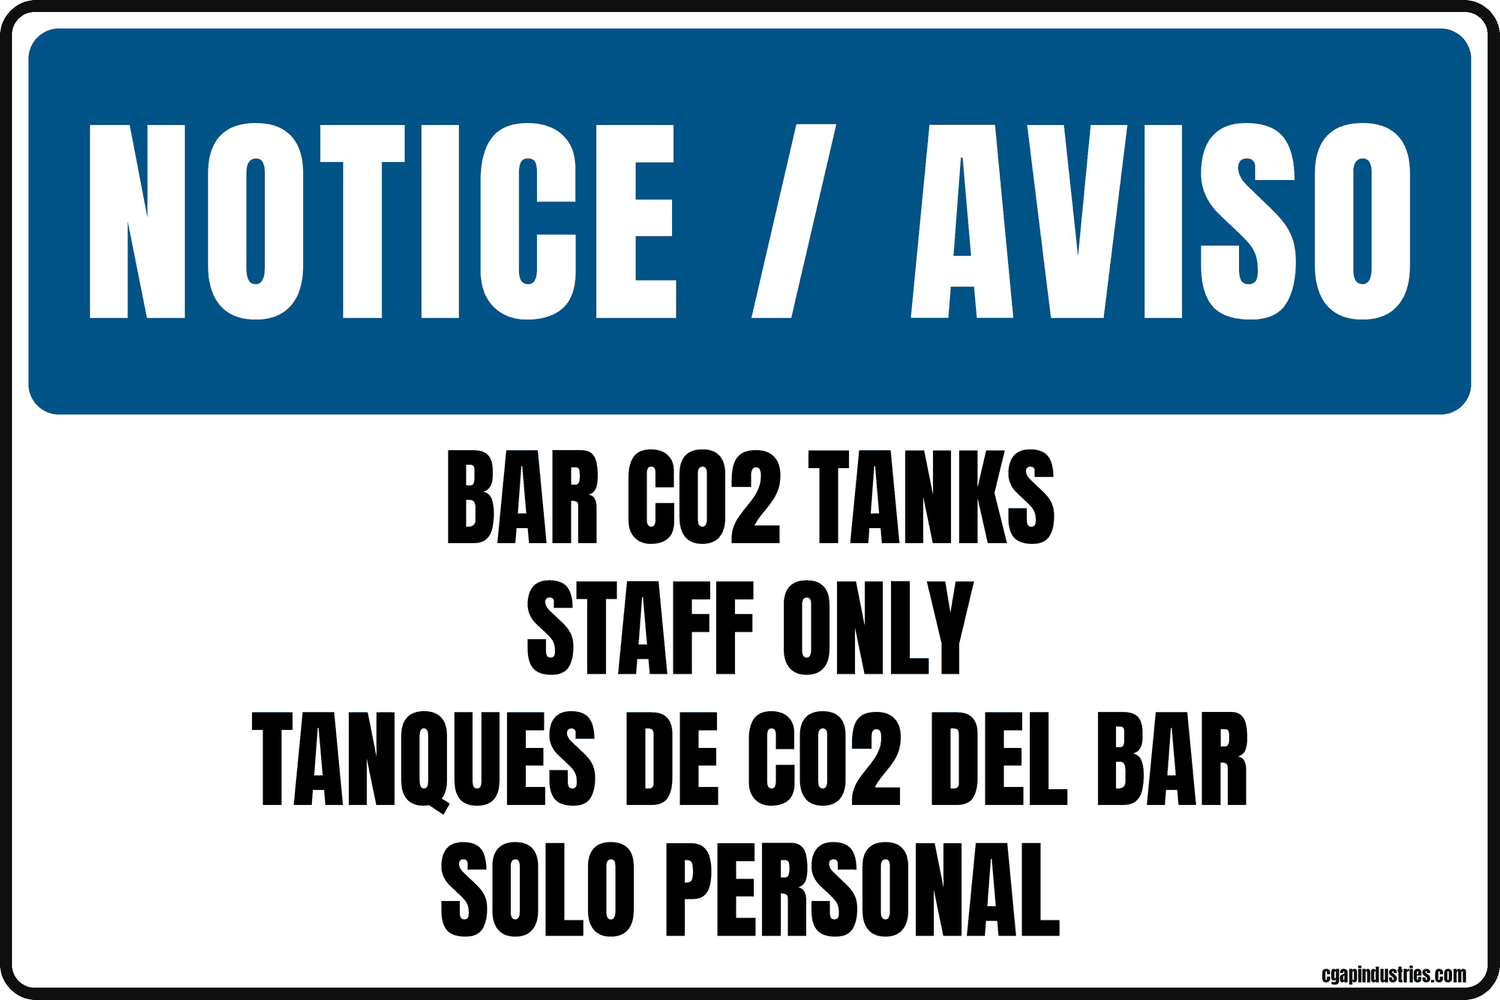 NOTICE / AVISO
BAR CO2 TANKS
STAFF ONLY
TANQUES DE CO2 DEL BAR
SOLO PERSONAL
cgapindustries.com